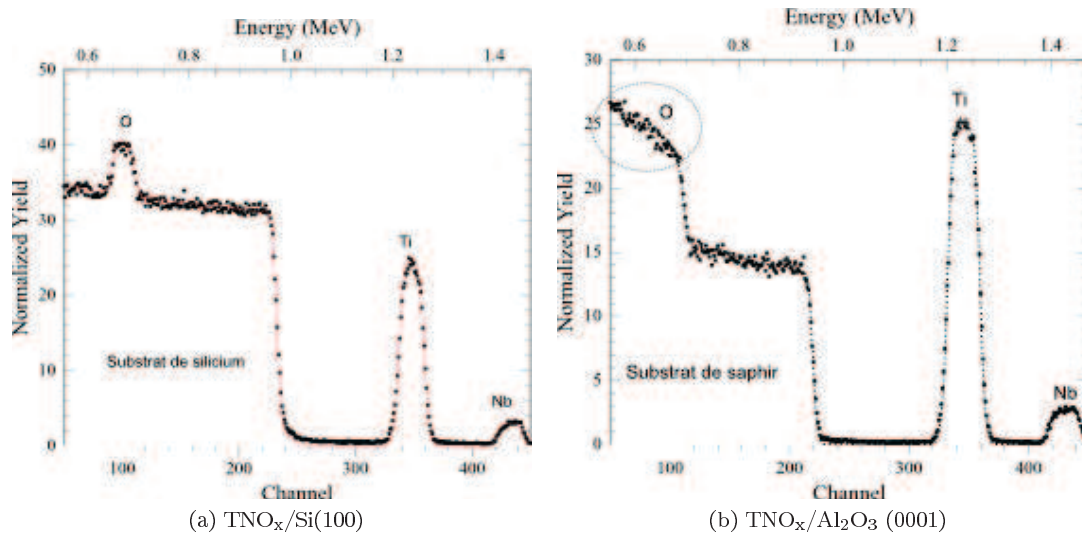 Energy (MeV)
0.6 0.8 1.0 1.2 1.4
50
40
30
20
10
0
Normalized Yield
O
Ti
Nb
Substrat de silicium
100 200 300 400
Channel
(a) TNOₓ/Si(100)
Energy (MeV)
0.6 0.8 1.0 1.2 1.4
30
25
20
15
10
5
0
Normalized Yield
O
Ti
Nb
Substrat de saphir
100 200 300 400
Channel
(b) TNOₓ/Al₂O₃ (0001)